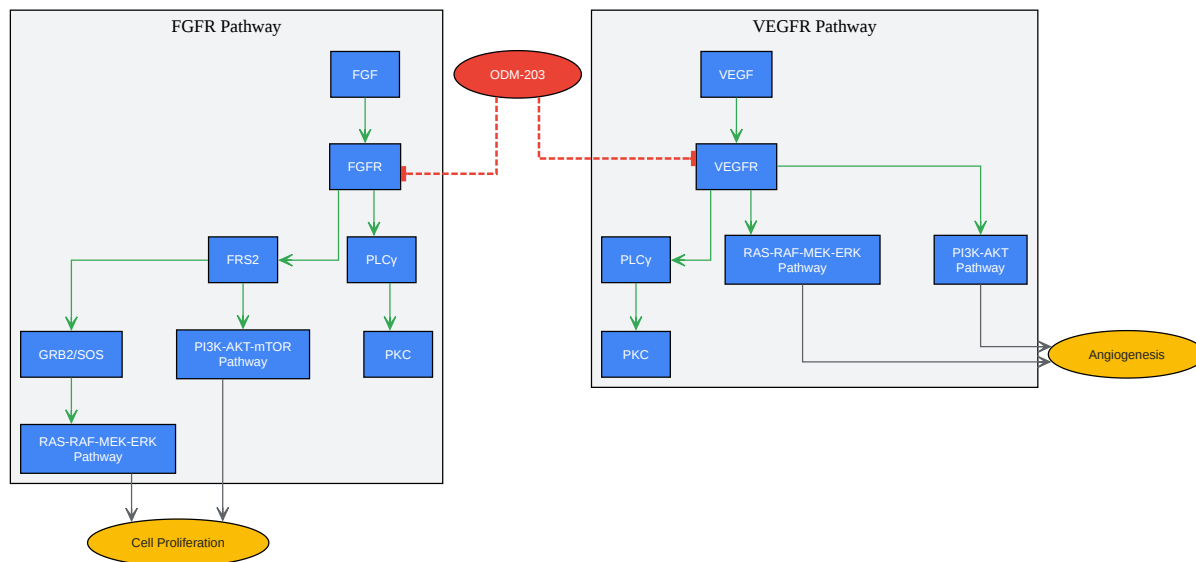 FGFR Pathway
FGF
FGFR
FRS2
PLCγ
GRB2/SOS
PI3K-AKT-mTOR
Pathway
PKC
RAS-RAF-MEK-ERK
Pathway
Cell Proliferation
ODM-203
VEGFR Pathway
VEGF
VEGFR
PLCγ
RAS-RAF-MEK-ERK
Pathway
PI3K-AKT
Pathway
PKC
Angiogenesis